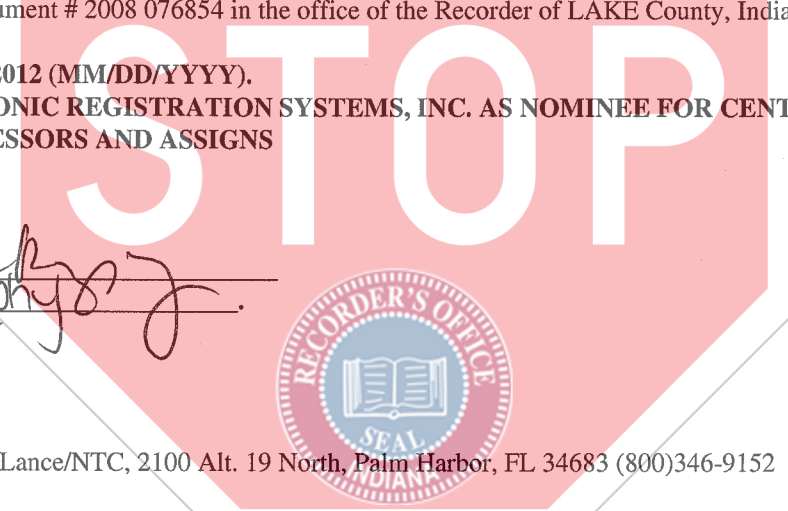 ument # 2008 076854 in the office of the Recorder of LAKE County, India
STOP
2012 (MM/DD/YYYY).
ONIC REGISTRATION SYSTEMS, INC. AS NOMINEE FOR CENT
ESSORS AND ASSIGNS
RECORDER'S OFFICE
SEAL
INDIANA
Lance/NTC, 2100 Alt. 19 North, Palm Harbor, FL 34683 (800)346-9152